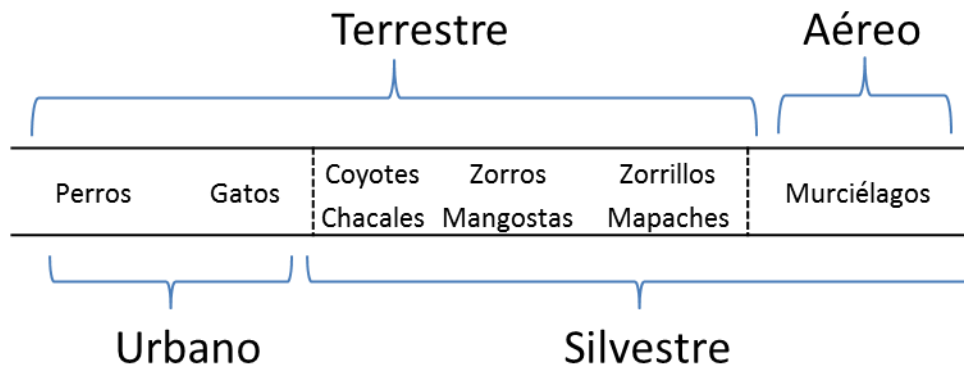 Terrestre Aéreo
Perros Gatos Coyotes Zorros Zorrillos Murciélagos
Chacales Mangostas Mapaches
Urbano Silvestre